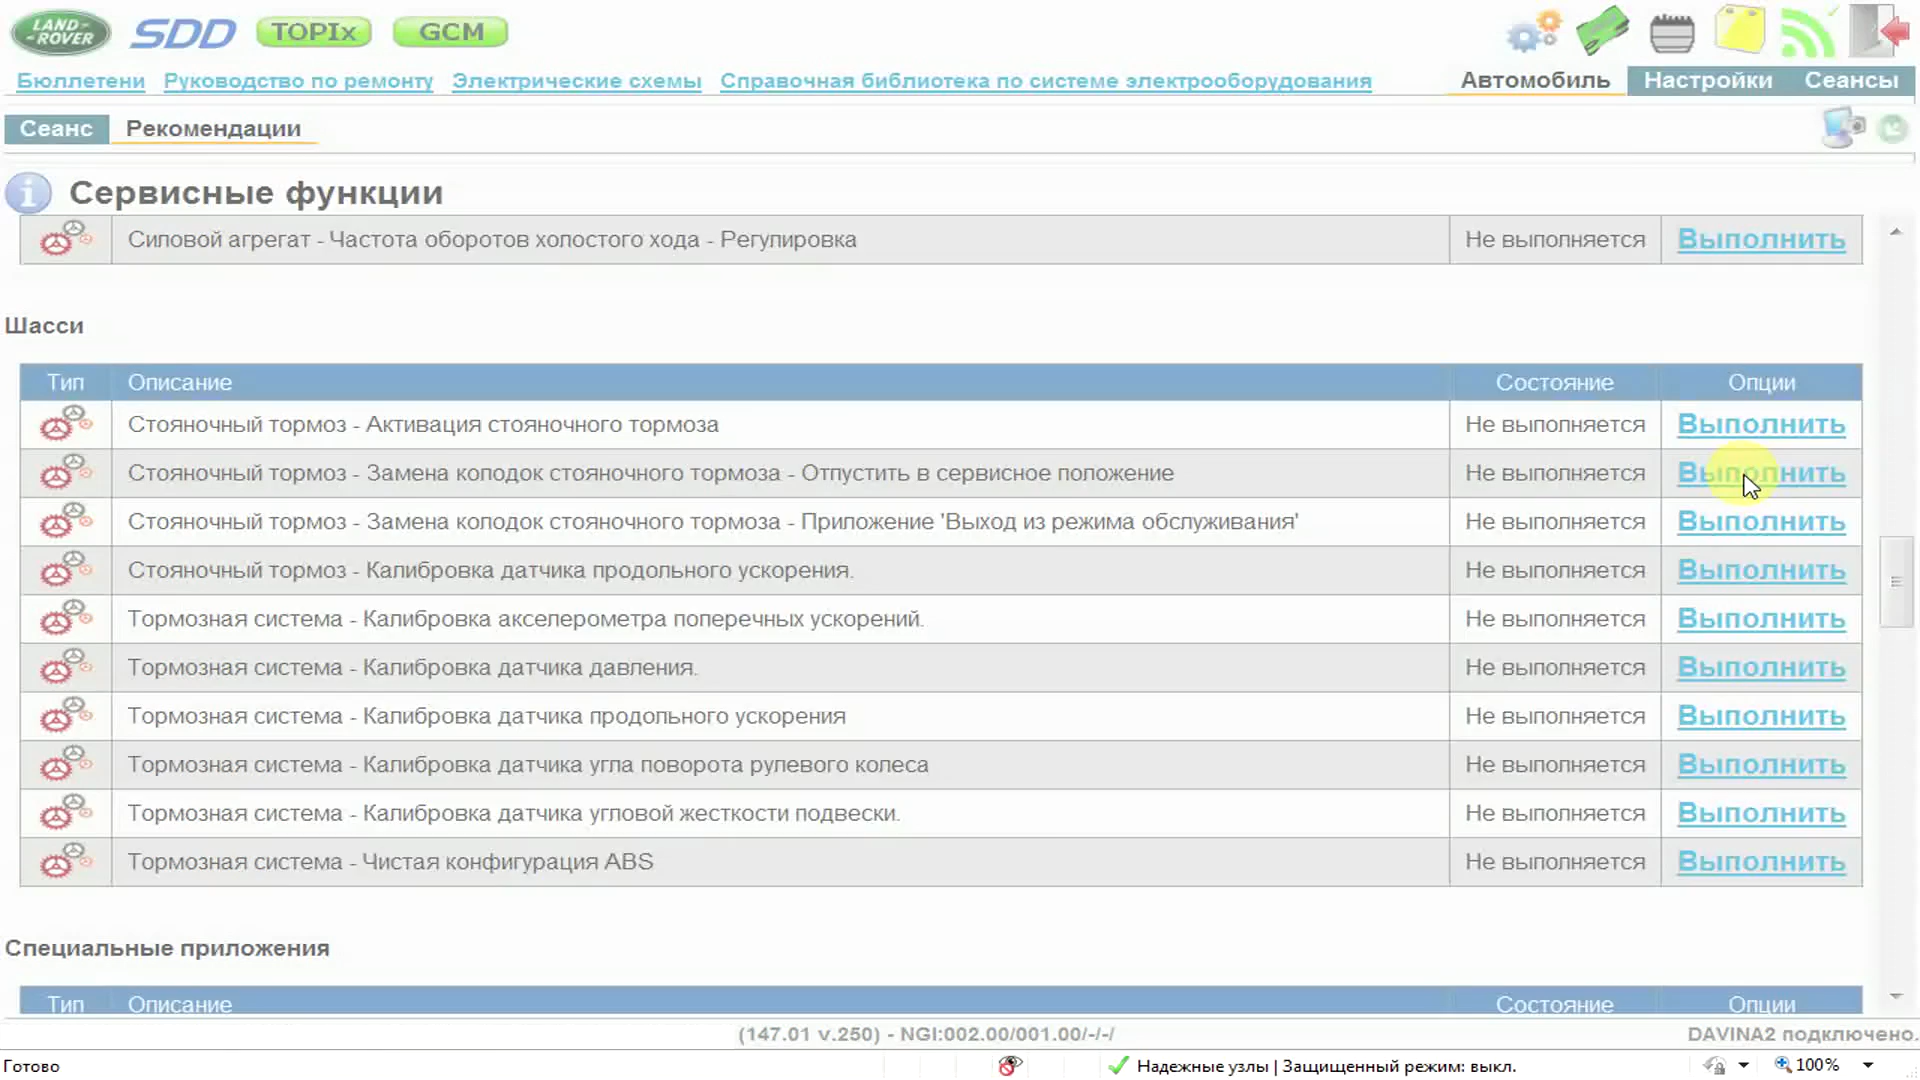 LAND-
-ROVER
SDD
TOPIx
GCM
Бюллетени Руководство по ремонту Электрические схемы Справочная библиотека по системе электрооборудования
Автомобиль Настройки Сеансы
Сеанс Рекомендации
Сервисные функции
Силовой агрегат - Частота оборотов холостого хода - Регулировка Не выполняется Выполнить
Шасси
Тип Описание Состояние Опции
Стояночный тормоз - Активация стояночного тормоза Не выполняется Выполнить
Стояночный тормоз - Замена колодок стояночного тормоза - Отпустить в сервисное положение Не выполняется Выполнить
Стояночный тормоз - Замена колодок стояночного тормоза - Приложение 'Выход из режима обслуживания' Не выполняется Выполнить
Стояночный тормоз - Калибровка датчика продольного ускорения. Не выполняется Выполнить
Тормозная система - Калибровка акселерометра поперечных ускорений. Не выполняется Выполнить
Тормозная система - Калибровка датчика давления. Не выполняется Выполнить
Тормозная система - Калибровка датчика продольного ускорения Не выполняется Выполнить
Тормозная система - Калибровка датчика угла поворота рулевого колеса Не выполняется Выполнить
Тормозная система - Калибровка датчика угловой жесткости подвески. Не выполняется Выполнить
Тормозная система - Чистая конфигурация ABS Не выполняется Выполнить
Специальные приложения
Тип Описание Состояние Опции
(147.01 v.250) - NGI:002.00/001.00/-/-/
DAVINA2 подключено.
Готово
Надежные узлы | Защищенный режим: выкл.
100%